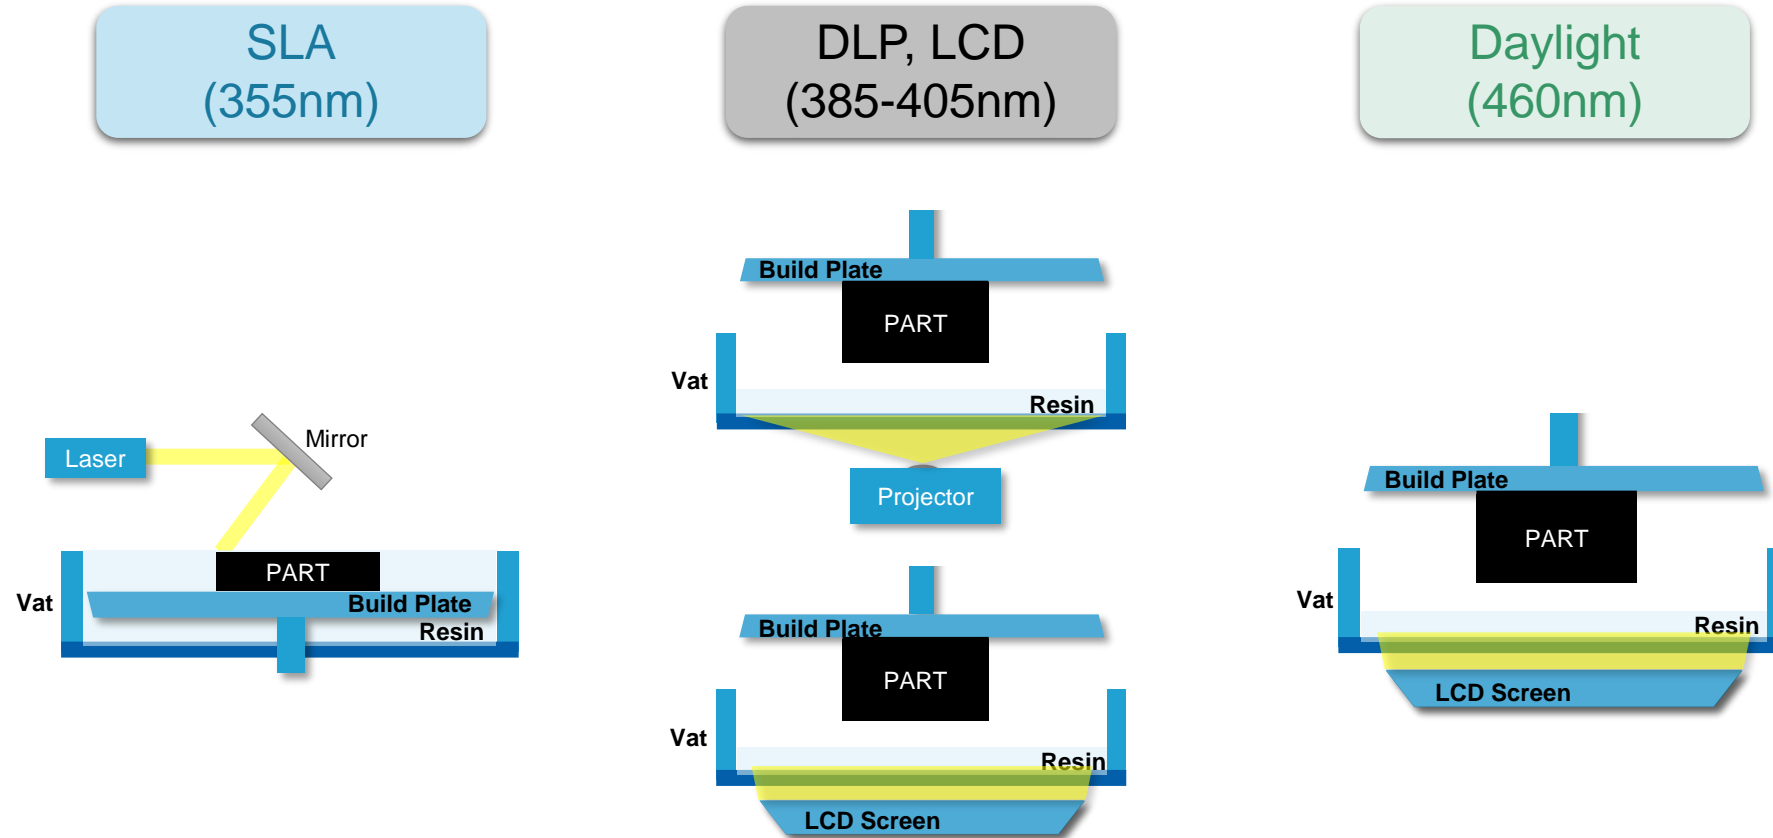 SLA
(355nm)
DLP, LCD
(385-405nm)
Daylight
(460nm)
Laser
Mirror
PART
Vat
Build Plate
Resin
Build Plate
PART
Vat
Resin
Projector
Build Plate
PART
Vat
Resin
LCD Screen
Build Plate
PART
Vat
Resin
LCD Screen